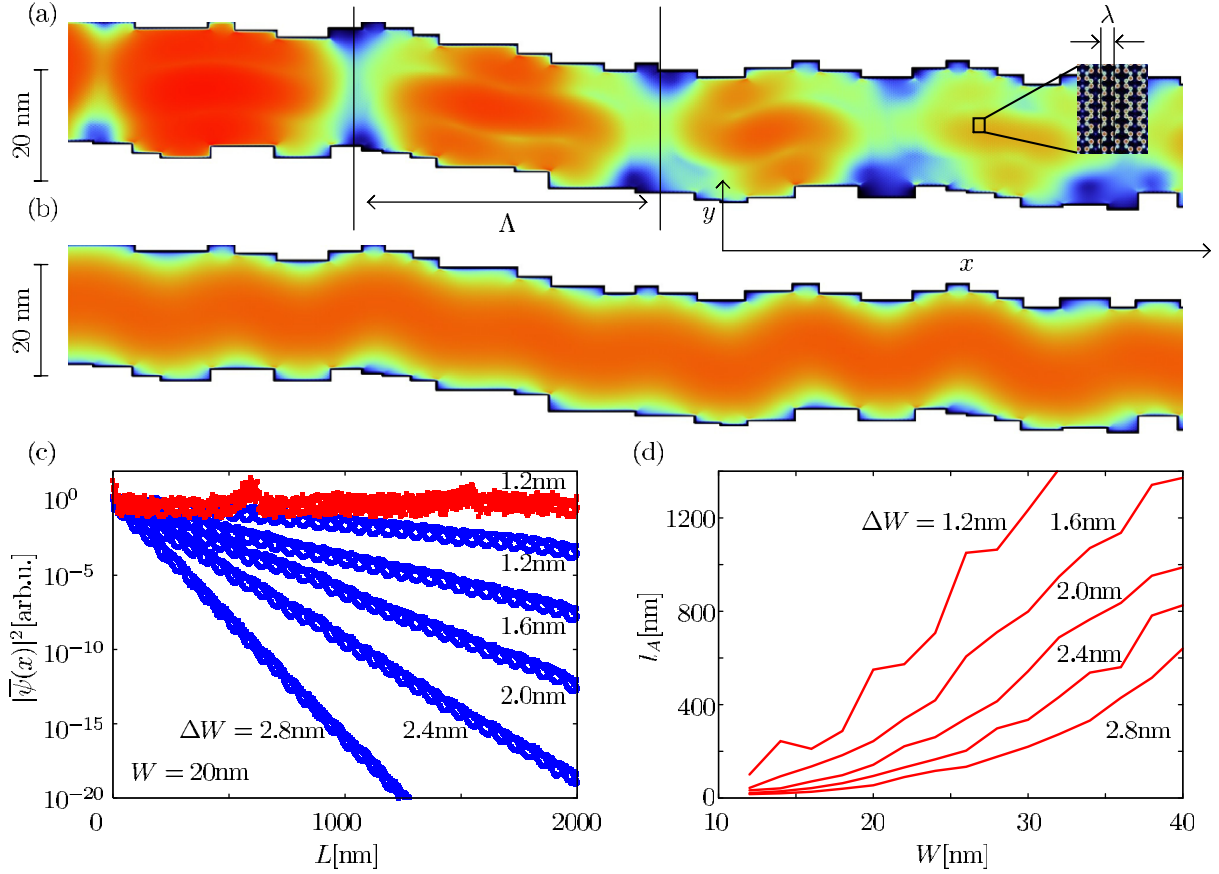 (a)
λ
20 nm
Λ
y
x
(b)
20 nm
(c)
|ψ̅(x)|²[arb.u.]
10⁰
10⁻⁵
10⁻¹⁰
10⁻¹⁵
10⁻²⁰
1.2nm
1.2nm
1.6nm
2.0nm
ΔW = 2.8nm
2.4nm
W = 20nm
0 1000 2000
L[nm]
(d)
l_A[nm]
1200
800
400
0
ΔW = 1.2nm
1.6nm
2.0nm
2.4nm
2.8nm
10 20 30 40
W[nm]